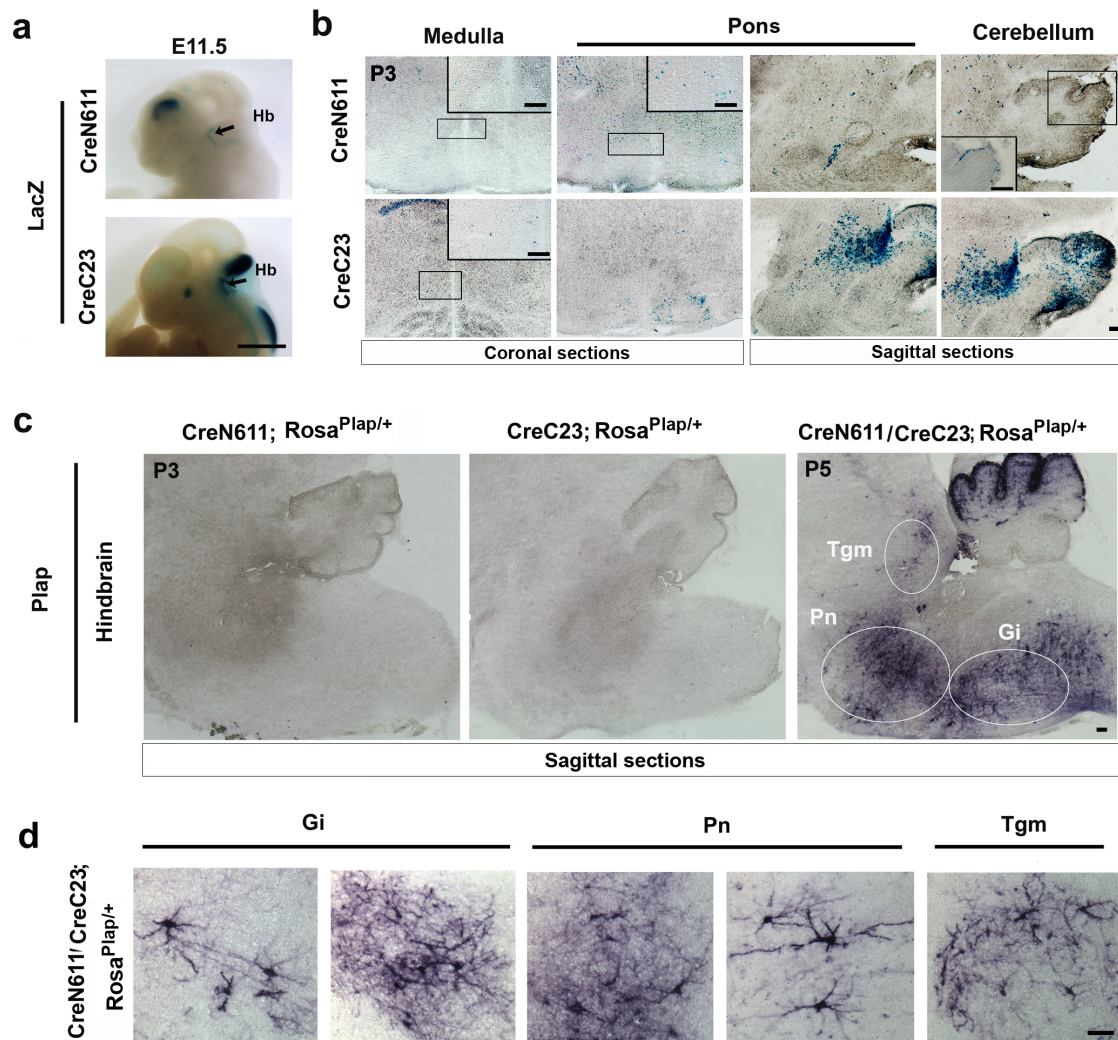 a
E11.5
LacZ
CreN611
Hb
CreC23
Hb
b
Medulla
Pons
Cerebellum
CreN611
P3
CreC23
Coronal sections
Sagittal sections
c
CreN611; Rosa^Plap/+
CreC23; Rosa^Plap/+
CreN611/CreC23; Rosa^Plap/+
Plap
Hindbrain
P3
P5
Tgm
Pn
Gi
Sagittal sections
d
Gi
Pn
Tgm
CreN611/CreC23;
Rosa^Plap/+